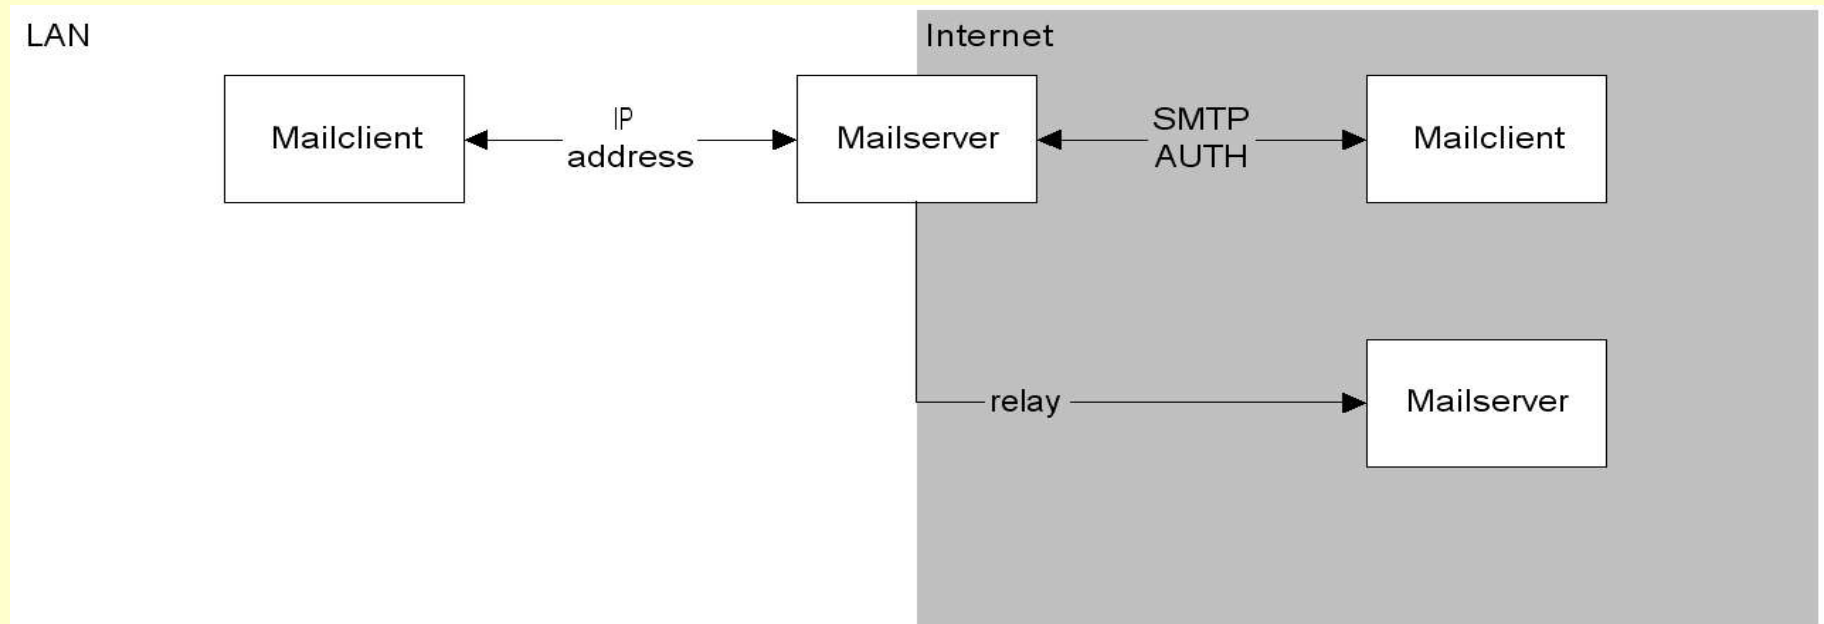 LAN
Internet
Mailclient
IP
address
Mailserver
SMTP
AUTH
Mailclient
relay
Mailserver